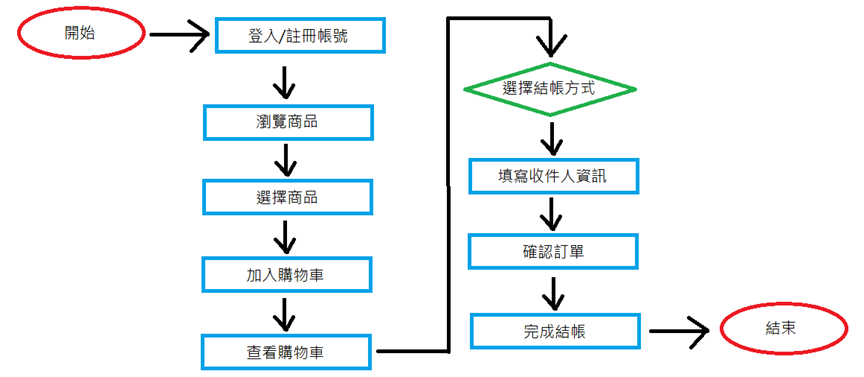 開始
登入/註冊帳號
瀏覽商品
選擇商品
加入購物車
查看購物車
選擇結帳方式
填寫收件人資訊
確認訂單
完成結帳
結束